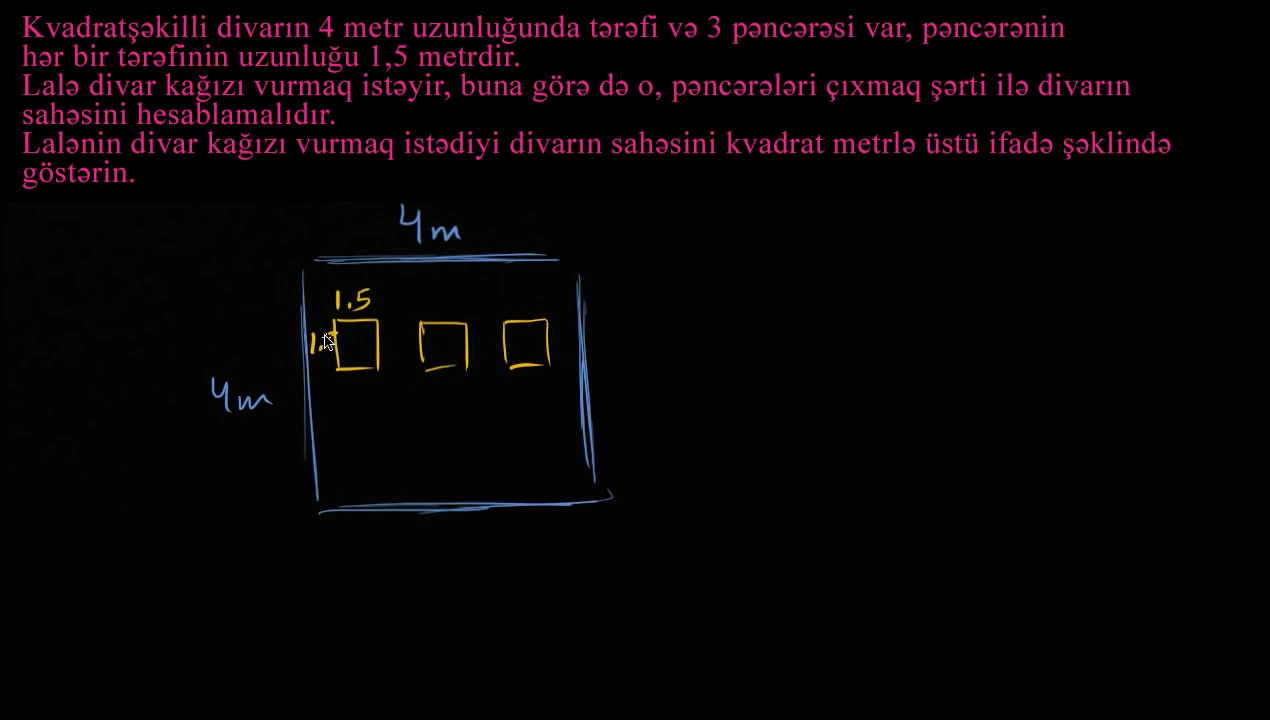 Kvadratşəkilli divarın 4 metr uzunluğunda tərəfi və 3 pəncərəsi var, pəncərənin
hər bir tərəfinin uzunluğu 1,5 metrdir.
Lalə divar kağızı vurmaq istəyir, buna görə də o, pəncərələri çıxmaq şərti ilə divarın
sahəsini hesablamalıdır.
Lalənin divar kağızı vurmaq istədiyi divarın sahəsini kvadrat metrlə üstü ifadə şəklində
göstərin.
4m
1.5
4m